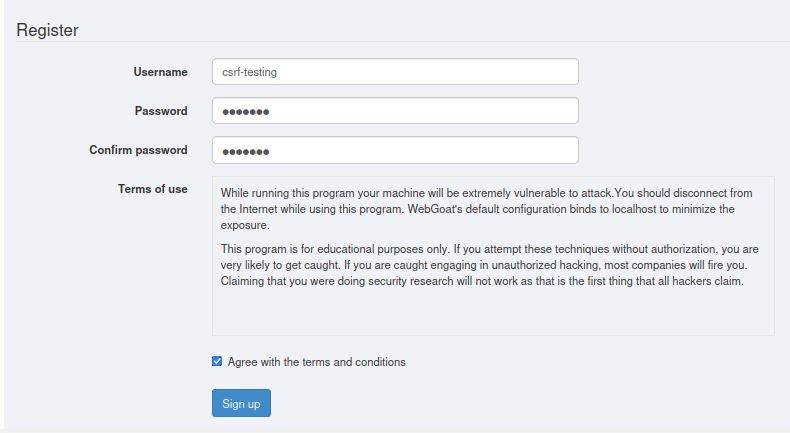 Register
Username
csrf-testing
Password
●●●●●●●
Confirm password
●●●●●●●
Terms of use
While running this program your machine will be extremely vulnerable to attack.You should disconnect from
the Internet while using this program. WebGoat's default configuration binds to localhost to minimize the
exposure.
This program is for educational purposes only. If you attempt these techniques without authorization, you are
very likely to get caught. If you are caught engaging in unauthorized hacking, most companies will fire you.
Claiming that you were doing security research will not work as that is the first thing that all hackers claim.
Agree with the terms and conditions
Sign up